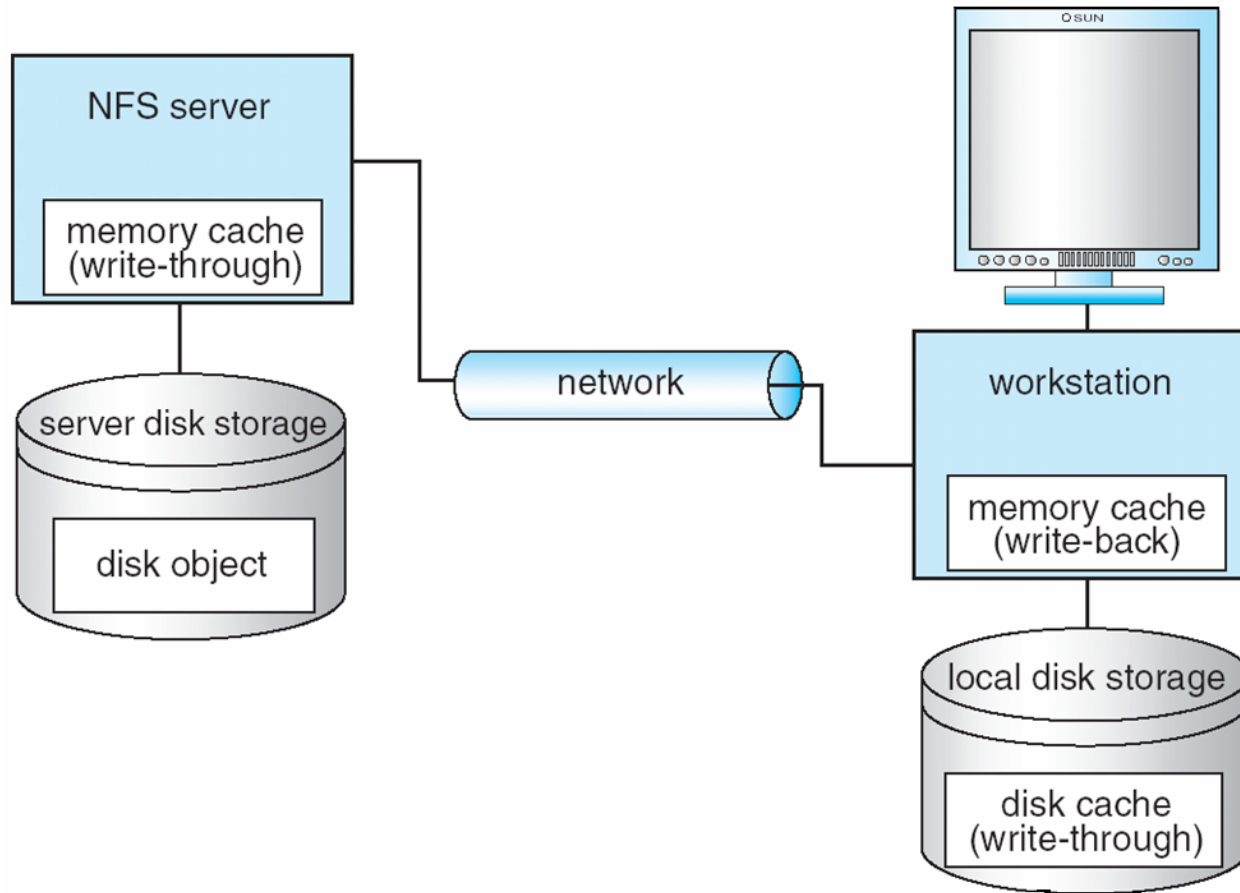 SUN
NFS server
memory cache
(write-through)
server disk storage
disk object
network
workstation
memory cache
(write-back)
local disk storage
disk cache
(write-through)